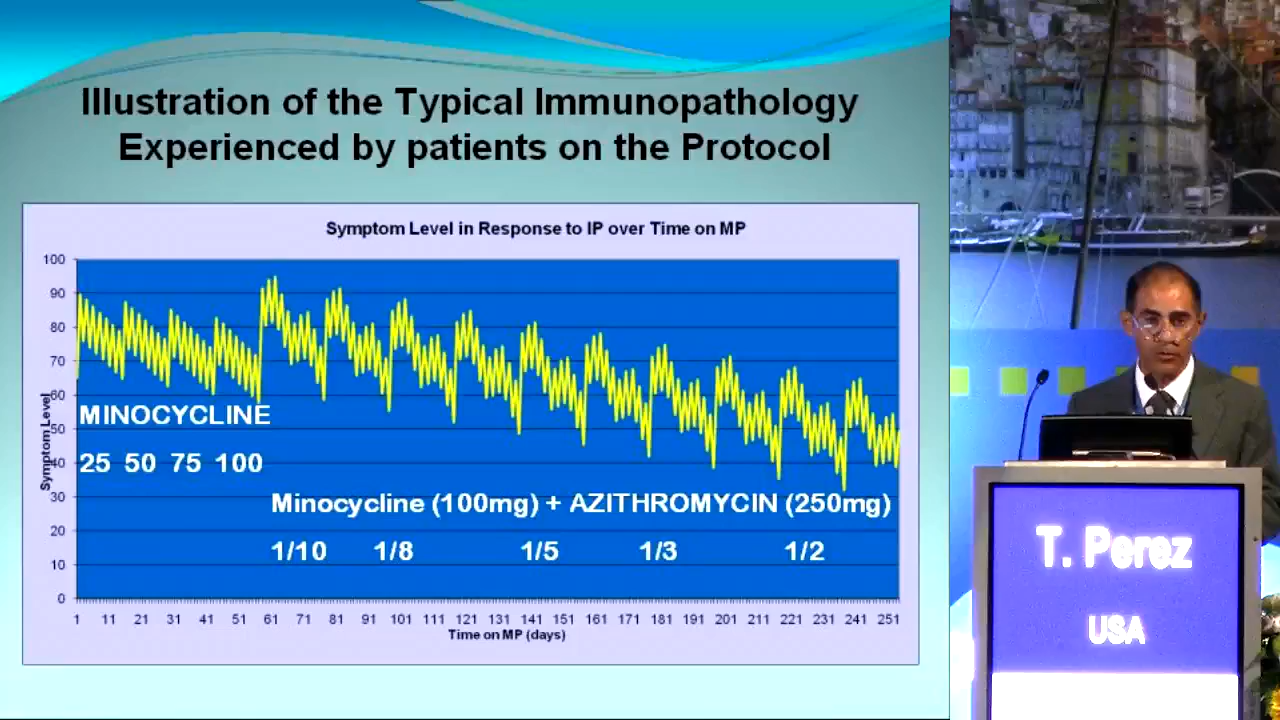 Illustration of the Typical Immunopathology
Experienced by patients on the Protocol
Symptom Level in Response to IP over Time on MP
100
90
80
70
60
50
40
30
20
10
0
Symptom Level
MINOCYCLINE
25 50 75 100
Minocycline (100mg) + AZITHROMYCIN (250mg)
1/10 1/8 1/5 1/3 1/2
1 11 21 31 41 51 61 71 81 91 101 111 121 131 141 151 161 171 181 191 201 211 221 231 241 251
Time on MP (days)
T. Perez
USA